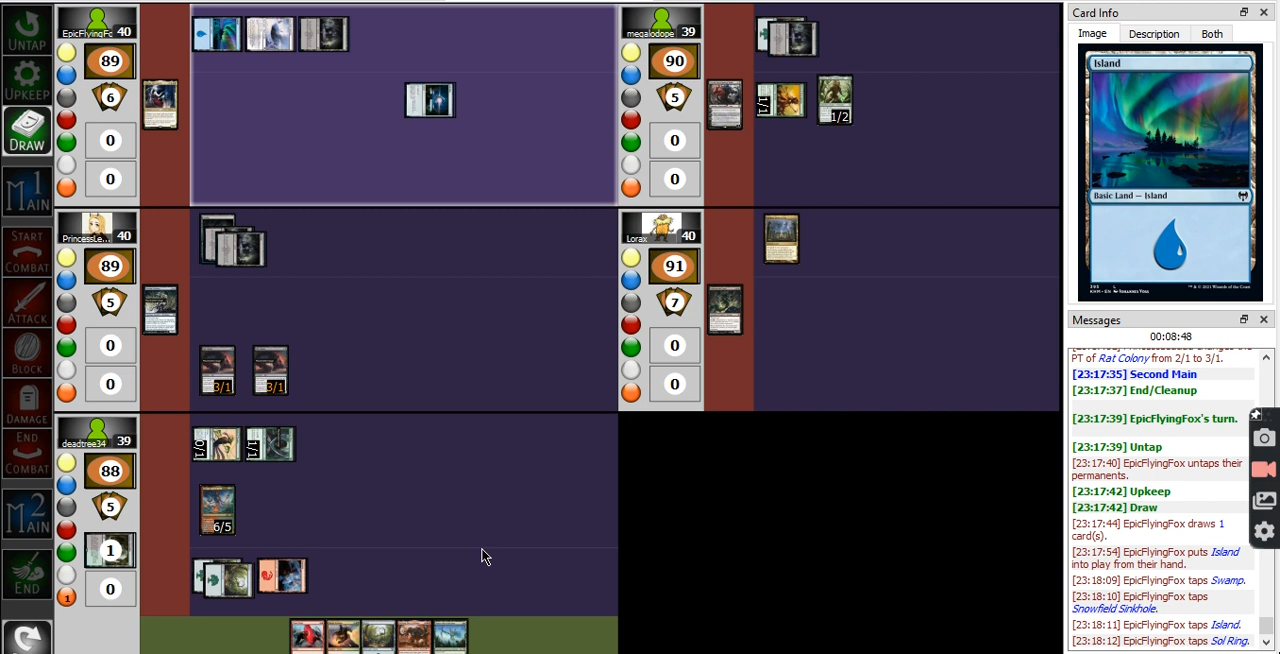 UNTAP
UPKEEP
DRAW
1
MAIN
START
COMBAT
ATTACK
BLOCK
DAMAGE
END
COMBAT
2
MAIN
END
EpicFlyingFo
40
89
6
0
0
megalodope
39
90
5
0
0
1/1
1/2
PrincessLe...
40
89
5
0
0
3/1
3/1
Lorax
40
91
7
0
0
deadtree34
39
88
5
1
0
1
0/1
1/1
6/5
Card Info
Image
Description
Both
Island
Basic Land — Island
Messages
00:08:48
PT of Rat Colony from 2/1 to 3/1.
[23:17:35] Second Main
[23:17:37] End/Cleanup
[23:17:39] EpicFlyingFox's turn.
[23:17:39] Untap
[23:17:40] EpicFlyingFox untaps their
permanents.
[23:17:42] Upkeep
[23:17:42] Draw
[23:17:44] EpicFlyingFox draws 1
card(s).
[23:17:54] EpicFlyingFox puts Island
into play from their hand.
[23:18:09] EpicFlyingFox taps Swamp.
[23:18:10] EpicFlyingFox taps
Snowfield Sinkhole.
[23:18:11] EpicFlyingFox taps Island.
[23:18:12] EpicFlyingFox taps Sol Ring.